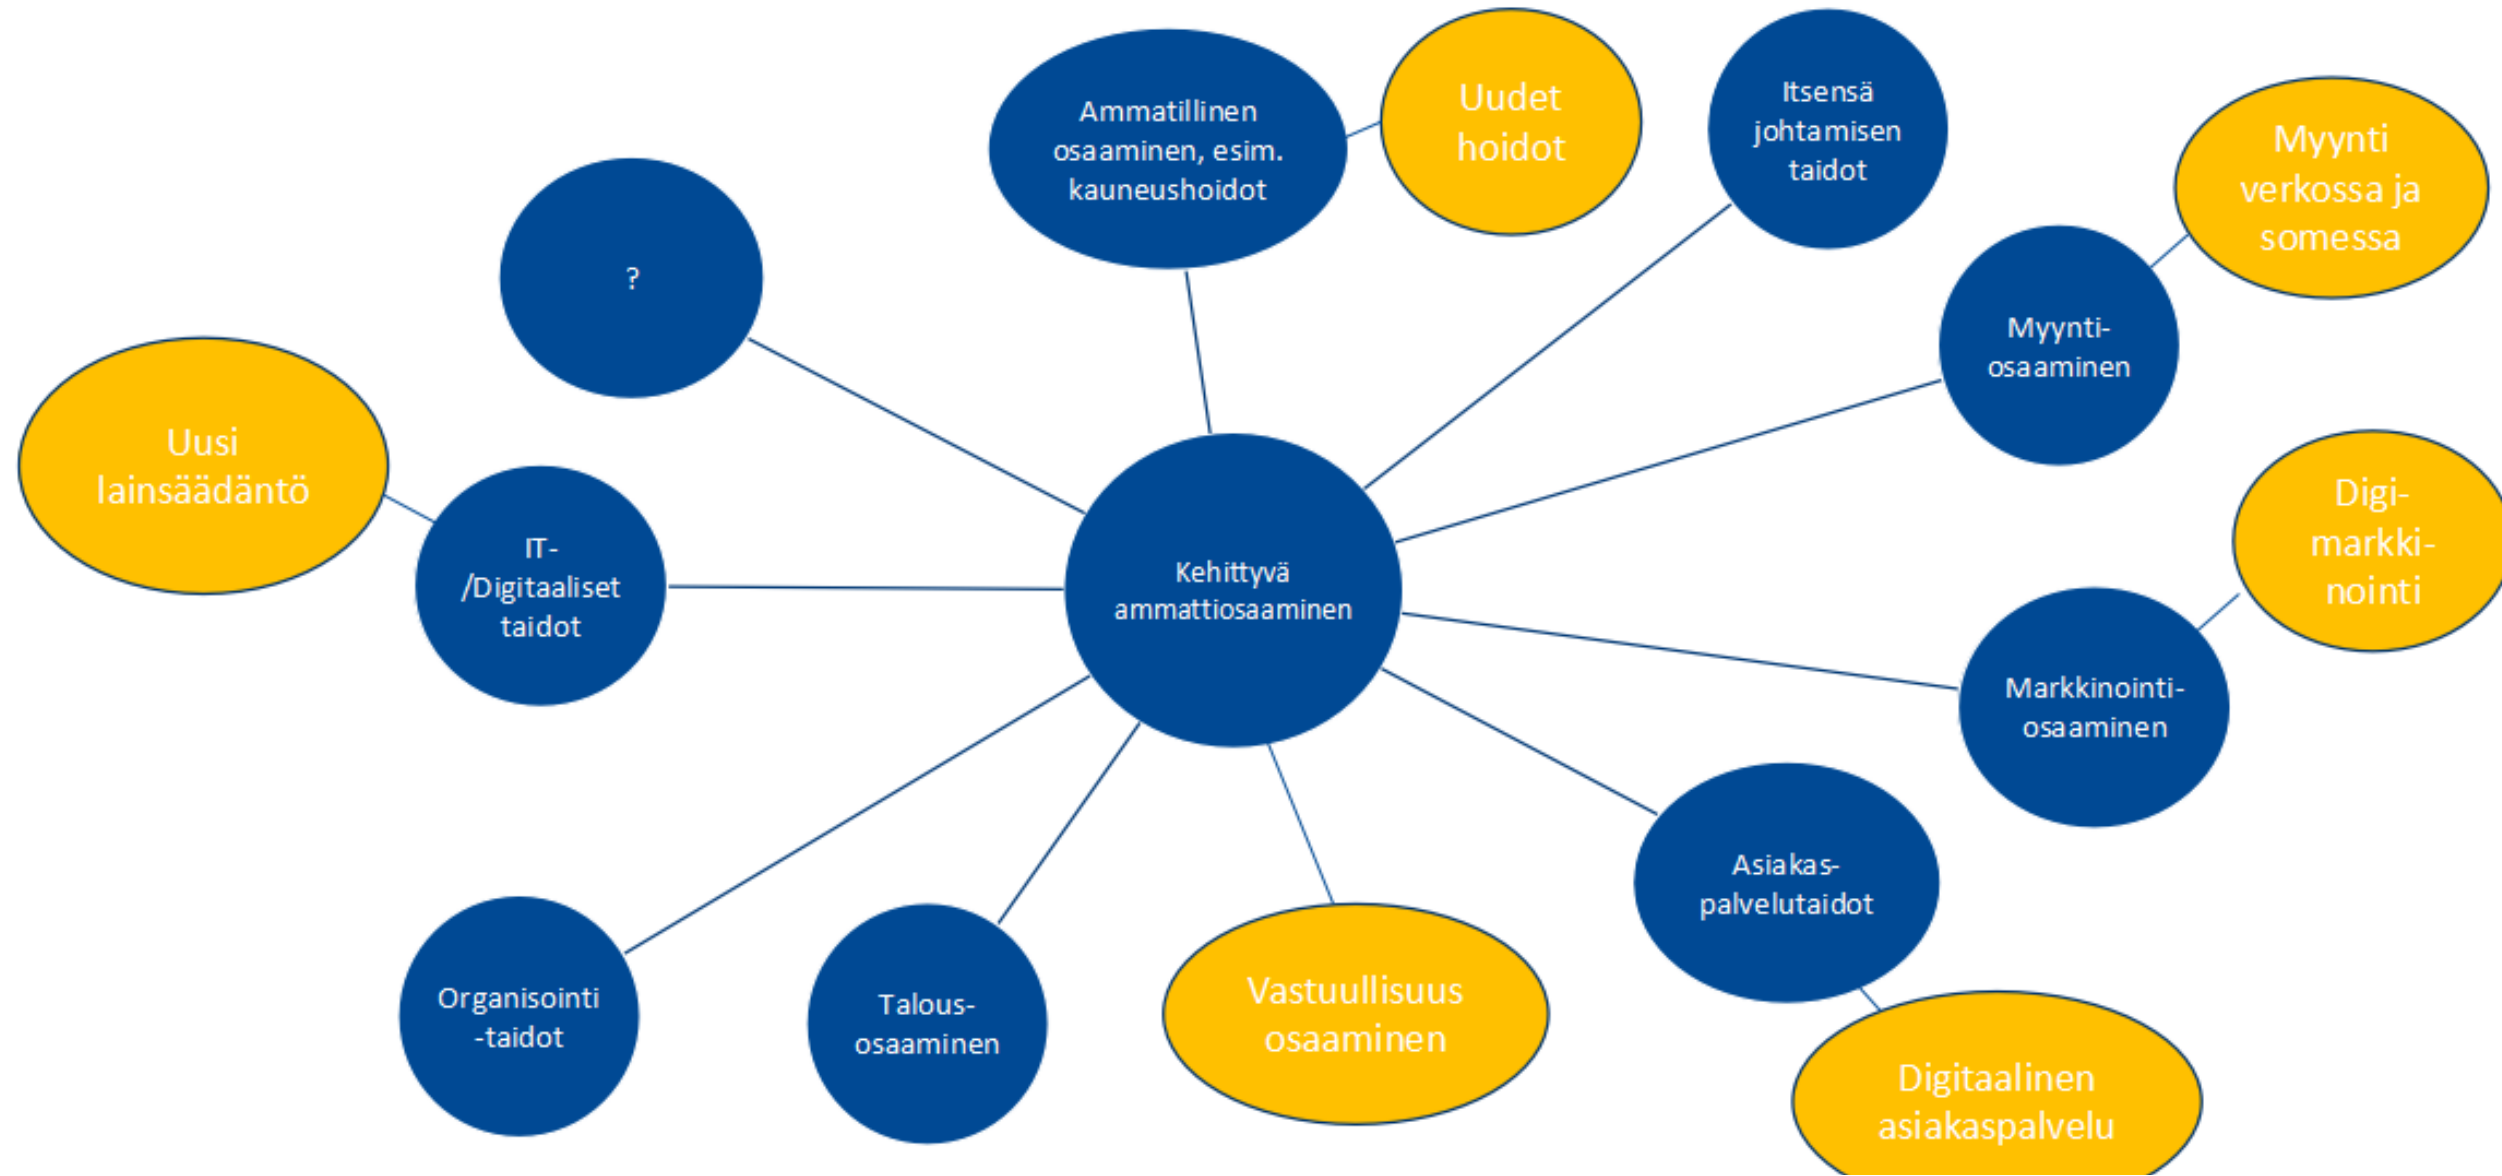 Ammatillinen
osaaminen, esim.
kauneushoidot
Uudet
hoidot
Itsensä
johtamisen
taidot
Myynti
verkossa ja
somessa
?
Myynti-
osaaminen
Uusi
lainsäädäntö
IT-
/Digitaaliset
taidot
Kehittyvä
ammattiosaaminen
Digi-
markki-
nointi
Markkinointi-
osaaminen
Asiakas-
palvelutaidot
Organisointi
-taidot
Talous-
osaaminen
Vastuullisuus
osaaminen
Digitaalinen
asiakaspalvelu